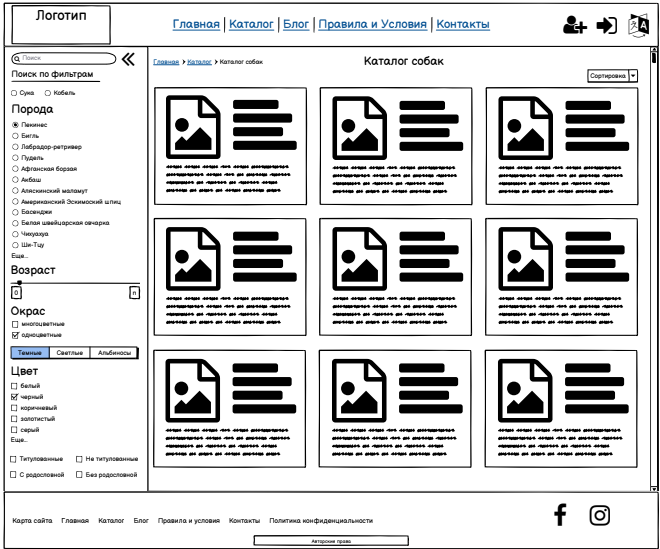 Логотип
Главная | Каталог | Блог | Правила и Условия | Контакты
Поиск
Поиск по фильтрам
Сука Кобель
Порода
Пекинес
Бигль
Лабрадор-ретривер
Пудель
Афганская борзая
Акбаш
Аляскинский маламут
Американский Эскимоский шпиц
Басенджи
Белая швейцарская овчарка
Чихуахуа
Ши-Тцу
Еще...
Возраст
0 n
Окрас
многоцветные
одноцветные
Темные Светлые Альбиносы
Цвет
белый
черный
коричневый
золотистый
серый
Еще...
Титулованные Не титулованные
С родословной Без родословной
Главная > Каталог > Каталог собак
Каталог собак
Сортировка
Карта сайта Главная Каталог Блог Правила и условия Контакты Политика конфиденциальности
Авторские права